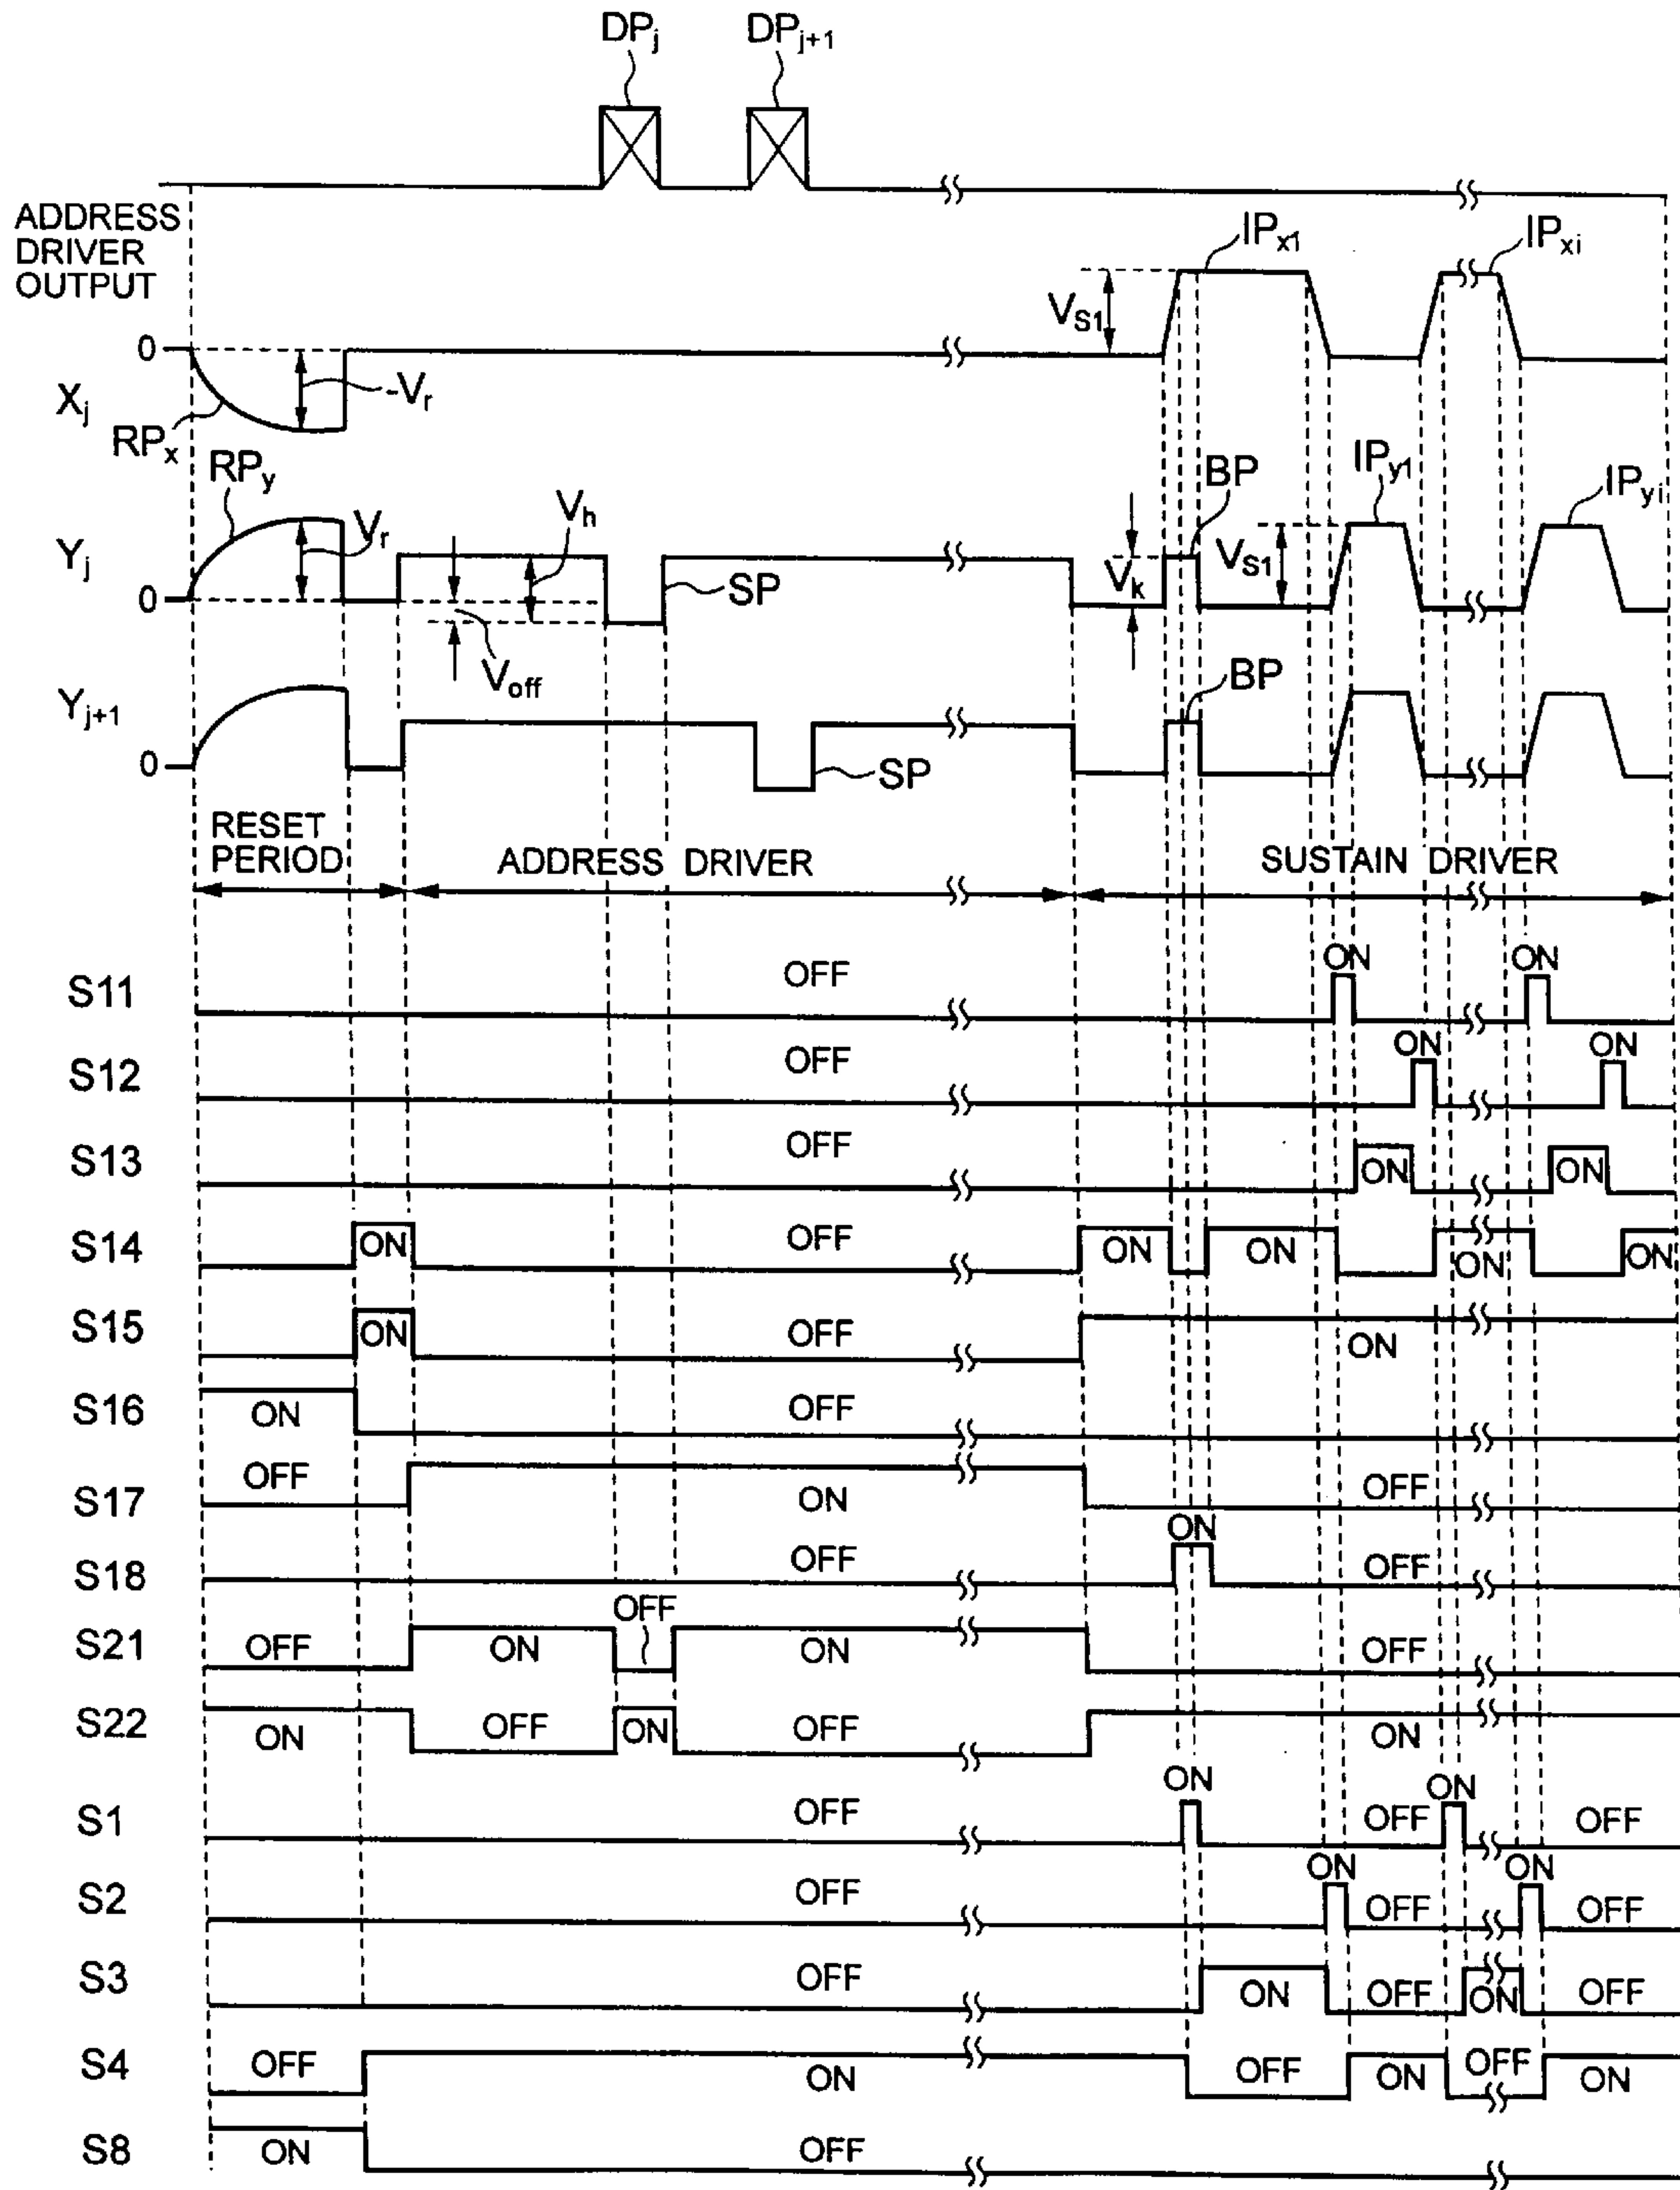 DPj DPj+1
ADDRESS
DRIVER
OUTPUT
IPx1 IPxi
VS1
0
Xj
-Vr
RPx
RPy
Vr
Vh
Yj
BP
IPy1
IPyi
Vk
VS1
SP
0
Voff
BP
Yj+1
0
SP
RESET
PERIOD
ADDRESS DRIVER
SUSTAIN DRIVER
S11 OFF ON ON
S12 OFF ON ON
S13 OFF ON ON
S14 ON OFF ON ON ON ON
S15 ON OFF ON
S16 ON OFF
S17 OFF ON OFF
S18 OFF ON OFF
S21 OFF ON OFF ON OFF
S22 ON OFF ON OFF ON
S1 OFF ON OFF ON OFF
S2 OFF ON OFF ON OFF
S3 OFF ON OFF ON OFF
S4 OFF ON OFF ON OFF ON
S8 ON OFF